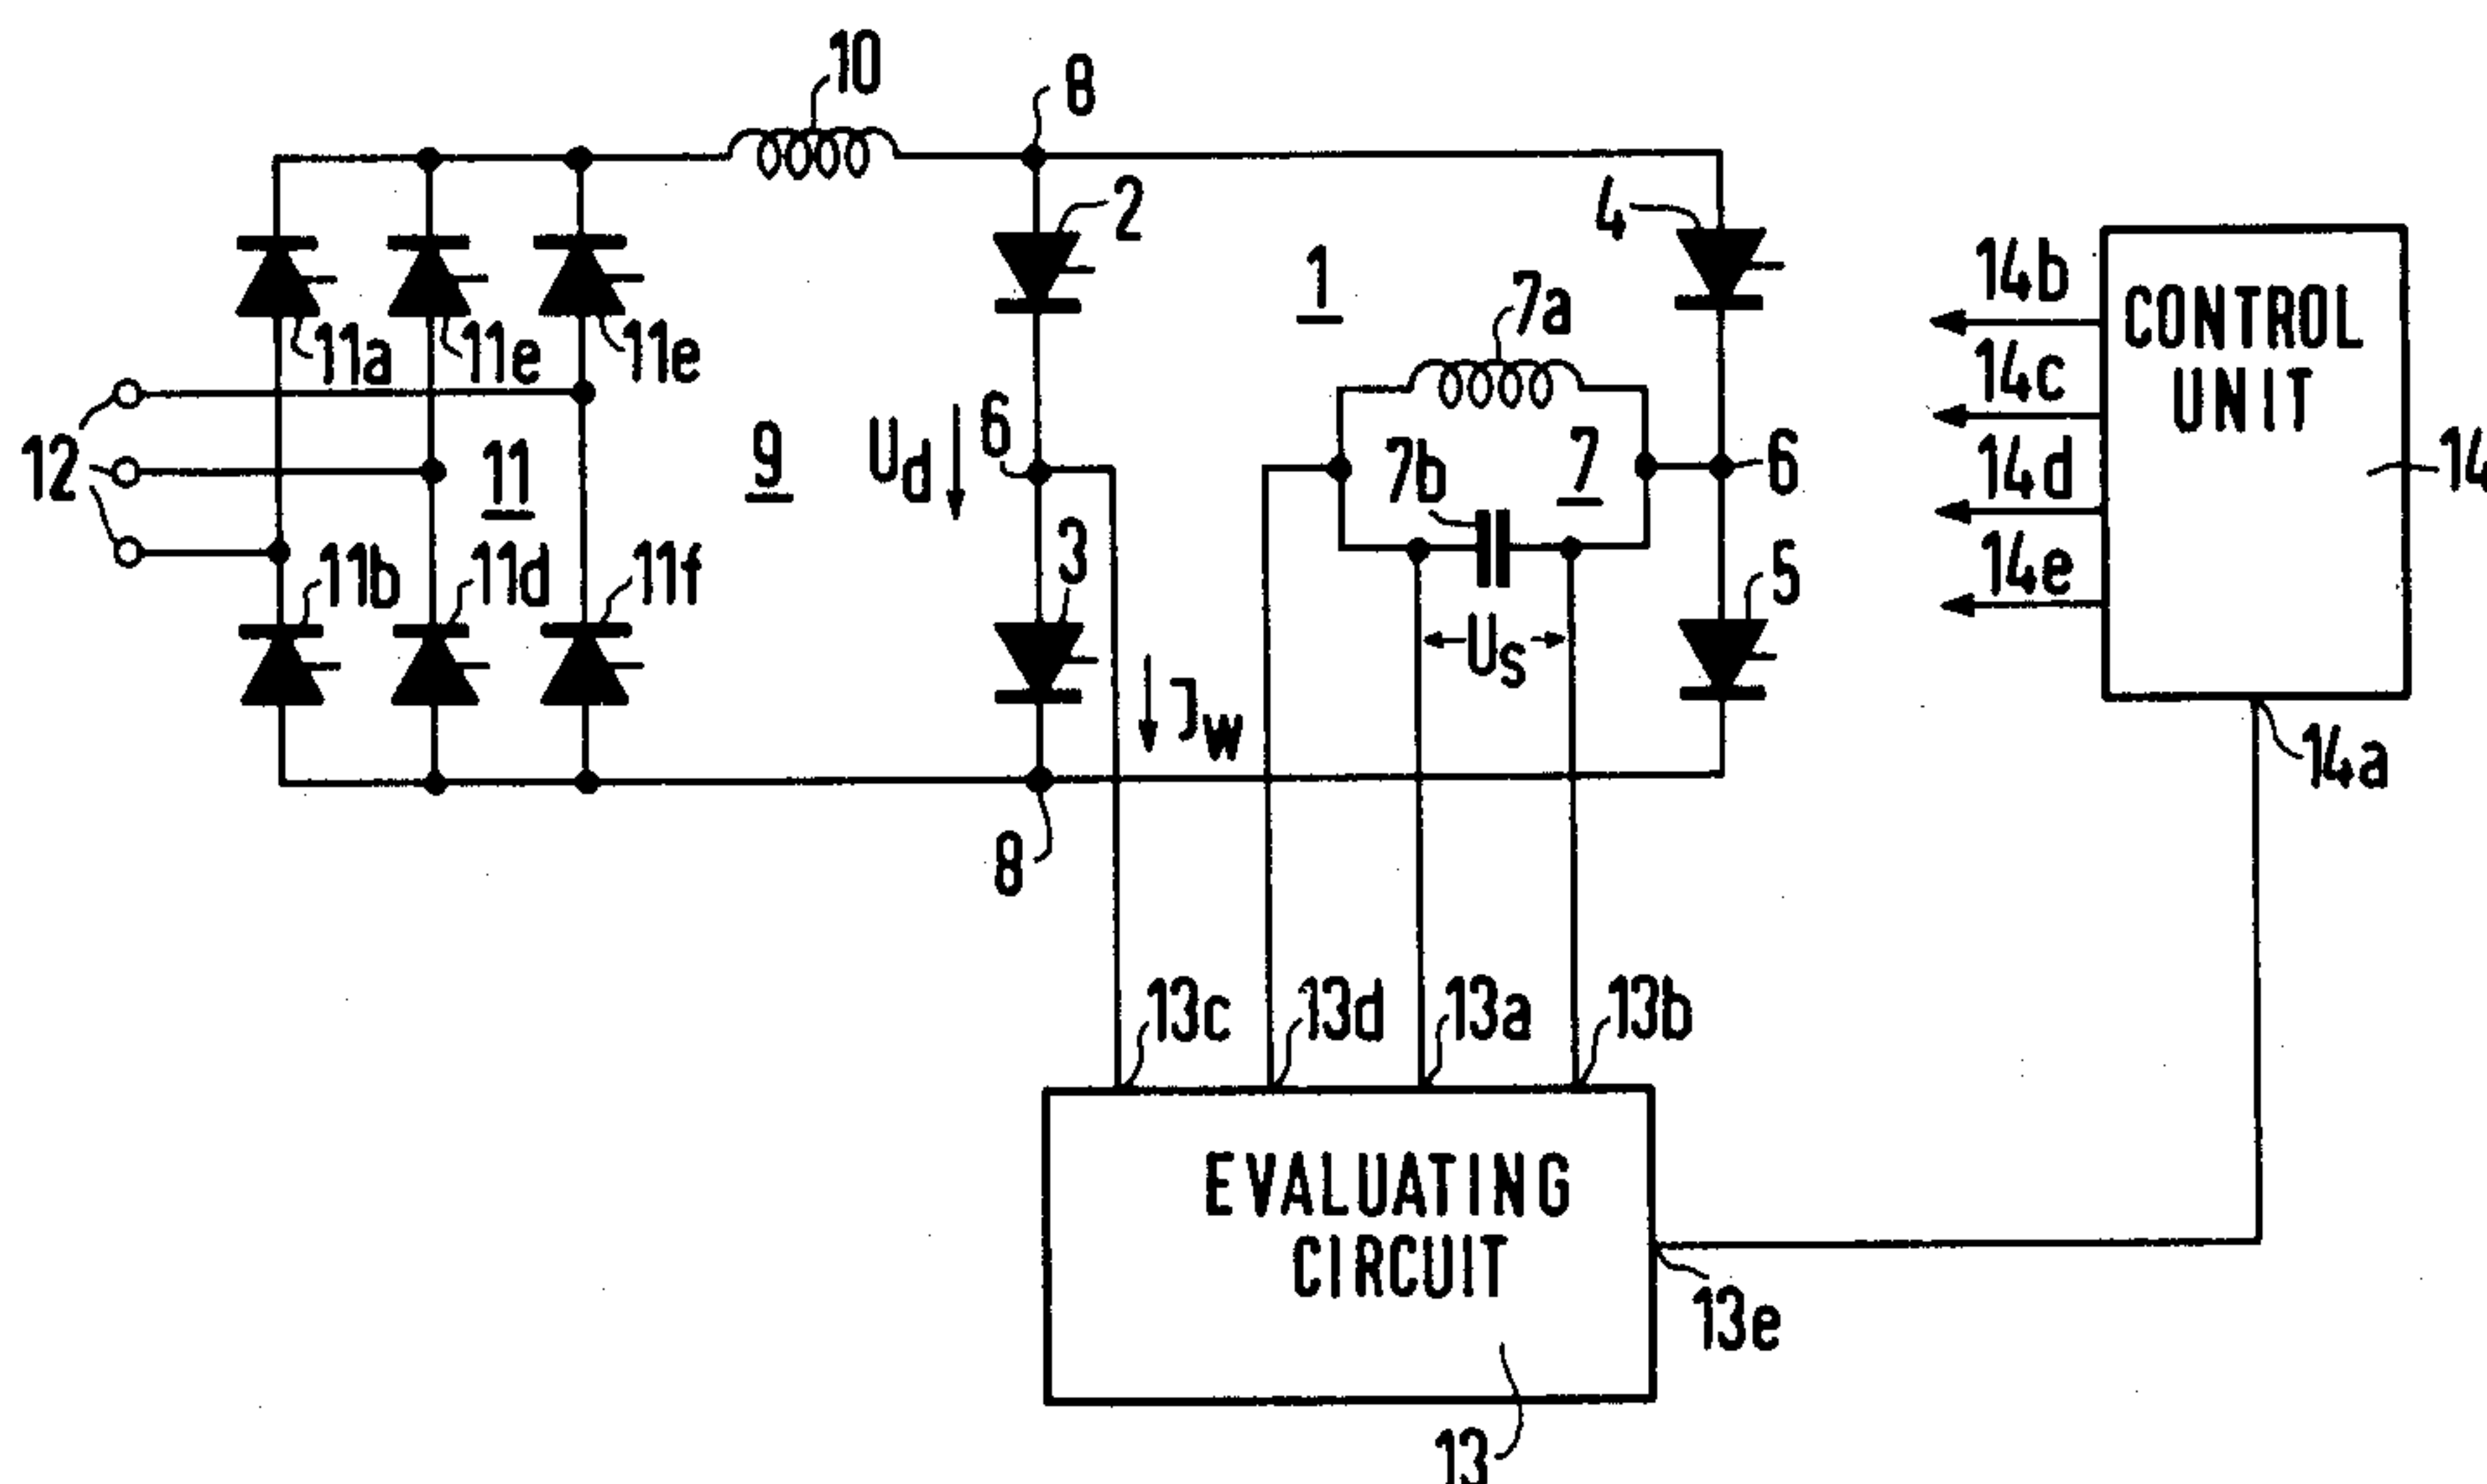 10
8
2
4
1
7a
14b
CONTROL
UNIT
14c
14d
14e
14
14a
11a
11e
11e
12
11
9
Ud
6
7b
7
6
3
5
11b
11d
11f
Us
Jw
8
13c
13d
13a
13b
EVALUATING
CIRCUIT
13e
13